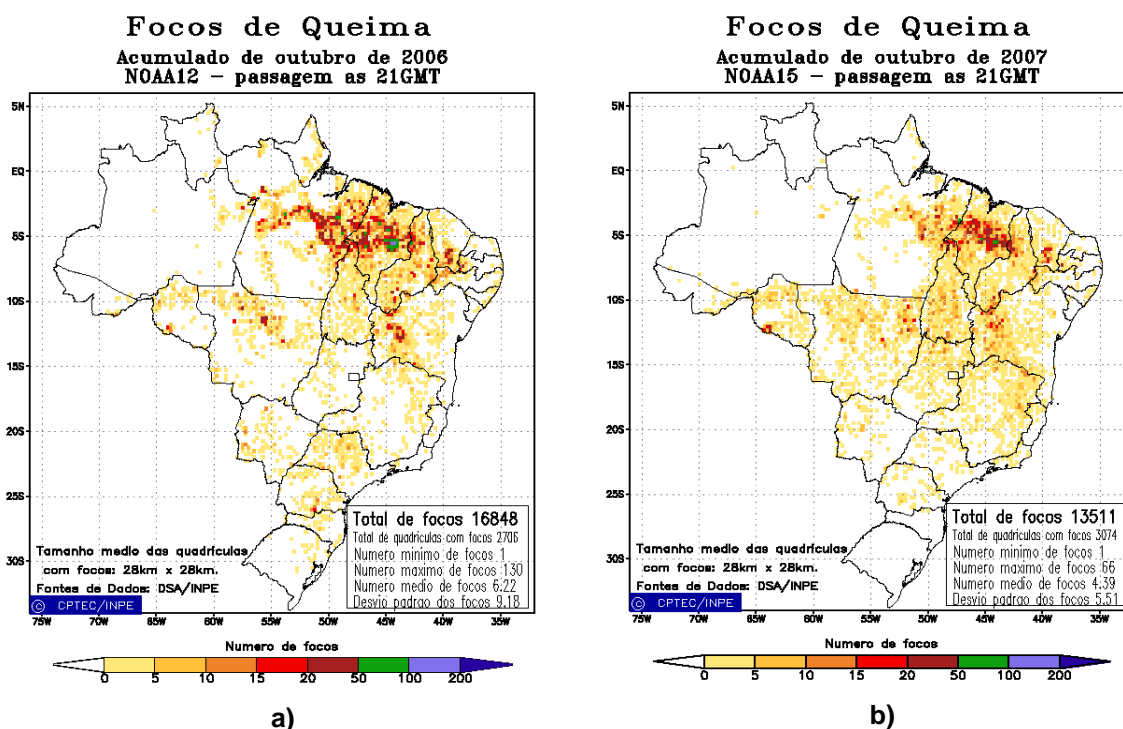 Focos de Queima
Acumulado de outubro de 2006
NOAA12 – passagem as 21GMT
5N
EQ
5S
10S
15S
20S
25S
30S
Tamanho medio das quadrículas
com focos: 28km x 28km.
Fontes de Dados: DSA/INPE
© CPTEC/INPE
Total de focos 16848
Total de quadriculas com focos 2706
Numero minimo de focos 1
Numero maximo de focos 130
Numero medio de focos 6.22
Desvio padrao dos focos 9.18
75W 70W 65W 60W 55W 50W 45W 40W 35W
Numero de focos
0 5 10 15 20 50 100 200
a)
Focos de Queima
Acumulado de outubro de 2007
NOAA15 – passagem as 21GMT
5N
EQ
5S
10S
15S
20S
25S
30S
Tamanho medio das quadrículas
com focos: 28km x 28km.
Fontes de Dados: DSA/INPE
© CPTEC/INPE
Total de focos 13511
Total de quadriculas com focos 3074
Numero minimo de focos 1
Numero maximo de focos 66
Numero medio de focos 4.39
Desvio padrao dos focos 5.51
75W 70W 65W 60W 55W 50W 45W 40W 35W
Numero de focos
0 5 10 15 20 50 100 200
b)